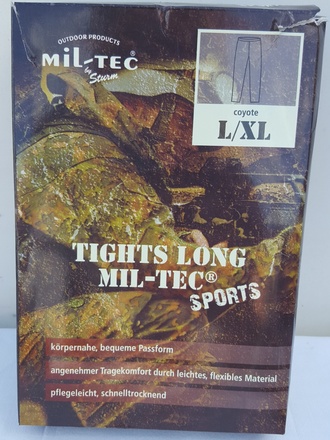 OUTDOOR PRODUCTS
MiL-TEC®
by Sturm
coyote
L/XL
TIGHTS LONG
MIL-TEC®
SPORTS
körpernahe, bequeme Passform
angenehmer Tragekomfort durch leichtes, flexibles Material
pflegeleicht, schnelltrocknend